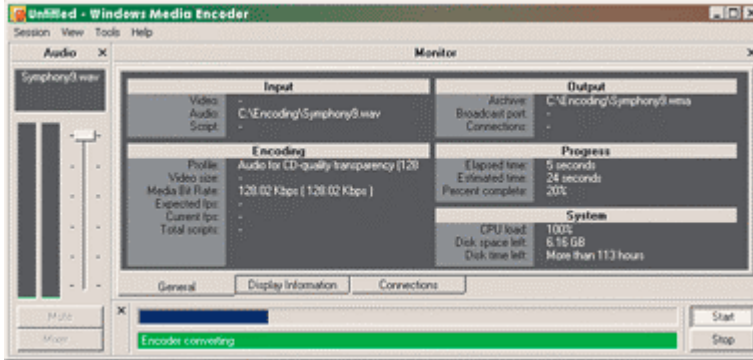 Untitled - Windows Media Encoder
Session View Tools Help
Audio
Symphony9.wav
Mute
Mixer
Monitor
Input
Video: -
Audio: C:\Encoding\Symphony9.wav
Script: -
Output
Archive: C:\Encoding\Symphony9.wma
Broadcast port: -
Connections: -
Encoding
Profile: Audio for CD-quality transparency (128
Video size: -
Media Bit Rate: 128.02 Kbps ( 128.02 Kbps )
Expected fps: -
Current fps: -
Total scripts: -
Progress
Elapsed time: 5 seconds
Estimated time: 24 seconds
Percent complete: 20%
System
CPU load: 100%
Disk space left: 6.16 GB
Disk time left: More than 113 hours
General Display Information Connections
Encoder converting
Start
Stop